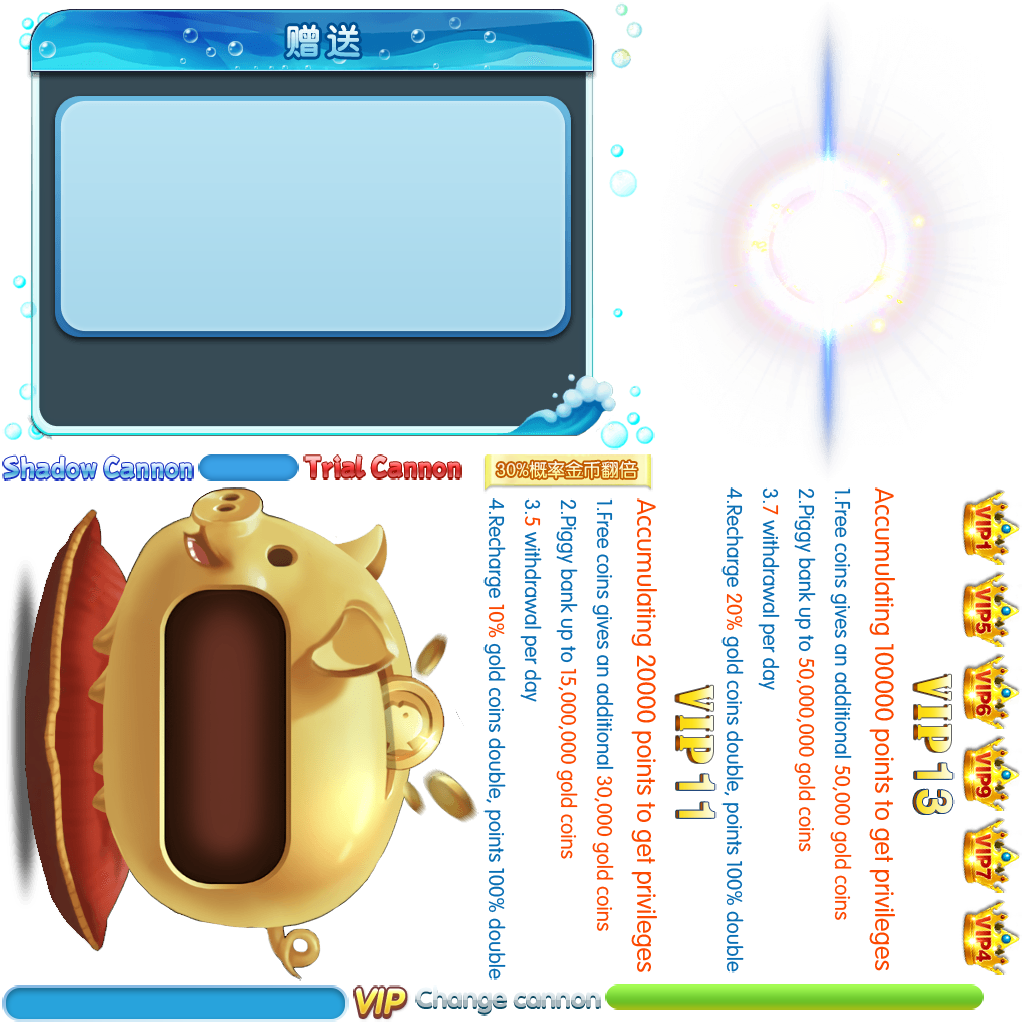 赠送
Shadow Cannon
Trial Cannon
30%概率金币翻倍
VIP11
Accumulating 20000 points to get privileges
1.Free coins gives an additional 30,000 gold coins
2.Piggy bank up to 15,000,000 gold coins
3.5 withdrawal per day
4.Recharge 10% gold coins double, points 100% double
VIP13
Accumulating 100000 points to get privileges
1.Free coins gives an additional 50,000 gold coins
2.Piggy bank up to 50,000,000 gold coins
3.7 withdrawal per day
4.Recharge 20% gold coins double, points 100% double
VIP1
VIP5
VIP6
VIP9
VIP7
VIP4
VIP Change cannon